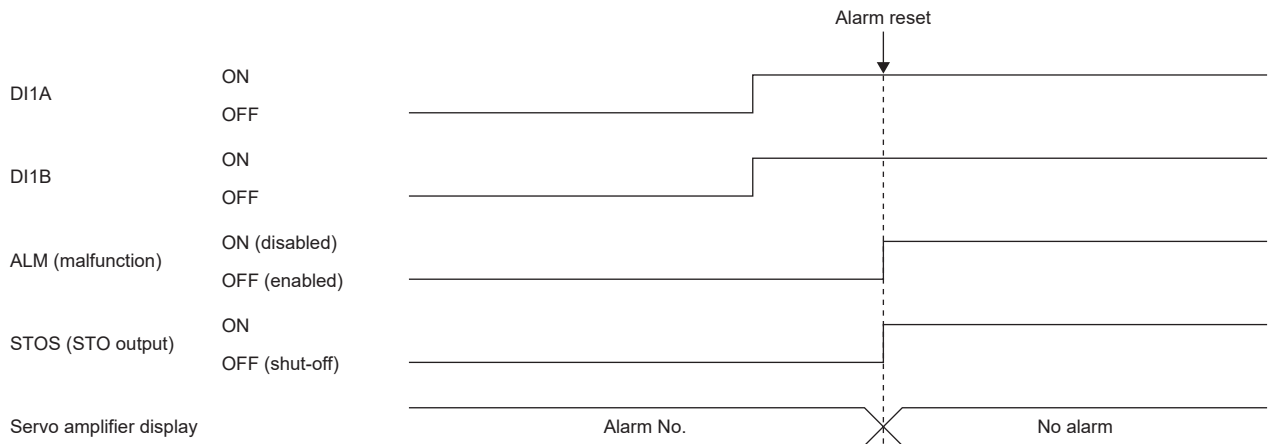 Alarm reset
DI1A
ON
OFF
DI1B
ON
OFF
ALM (malfunction)
ON (disabled)
OFF (enabled)
STOS (STO output)
ON
OFF (shut-off)
Servo amplifier display
Alarm No.
No alarm